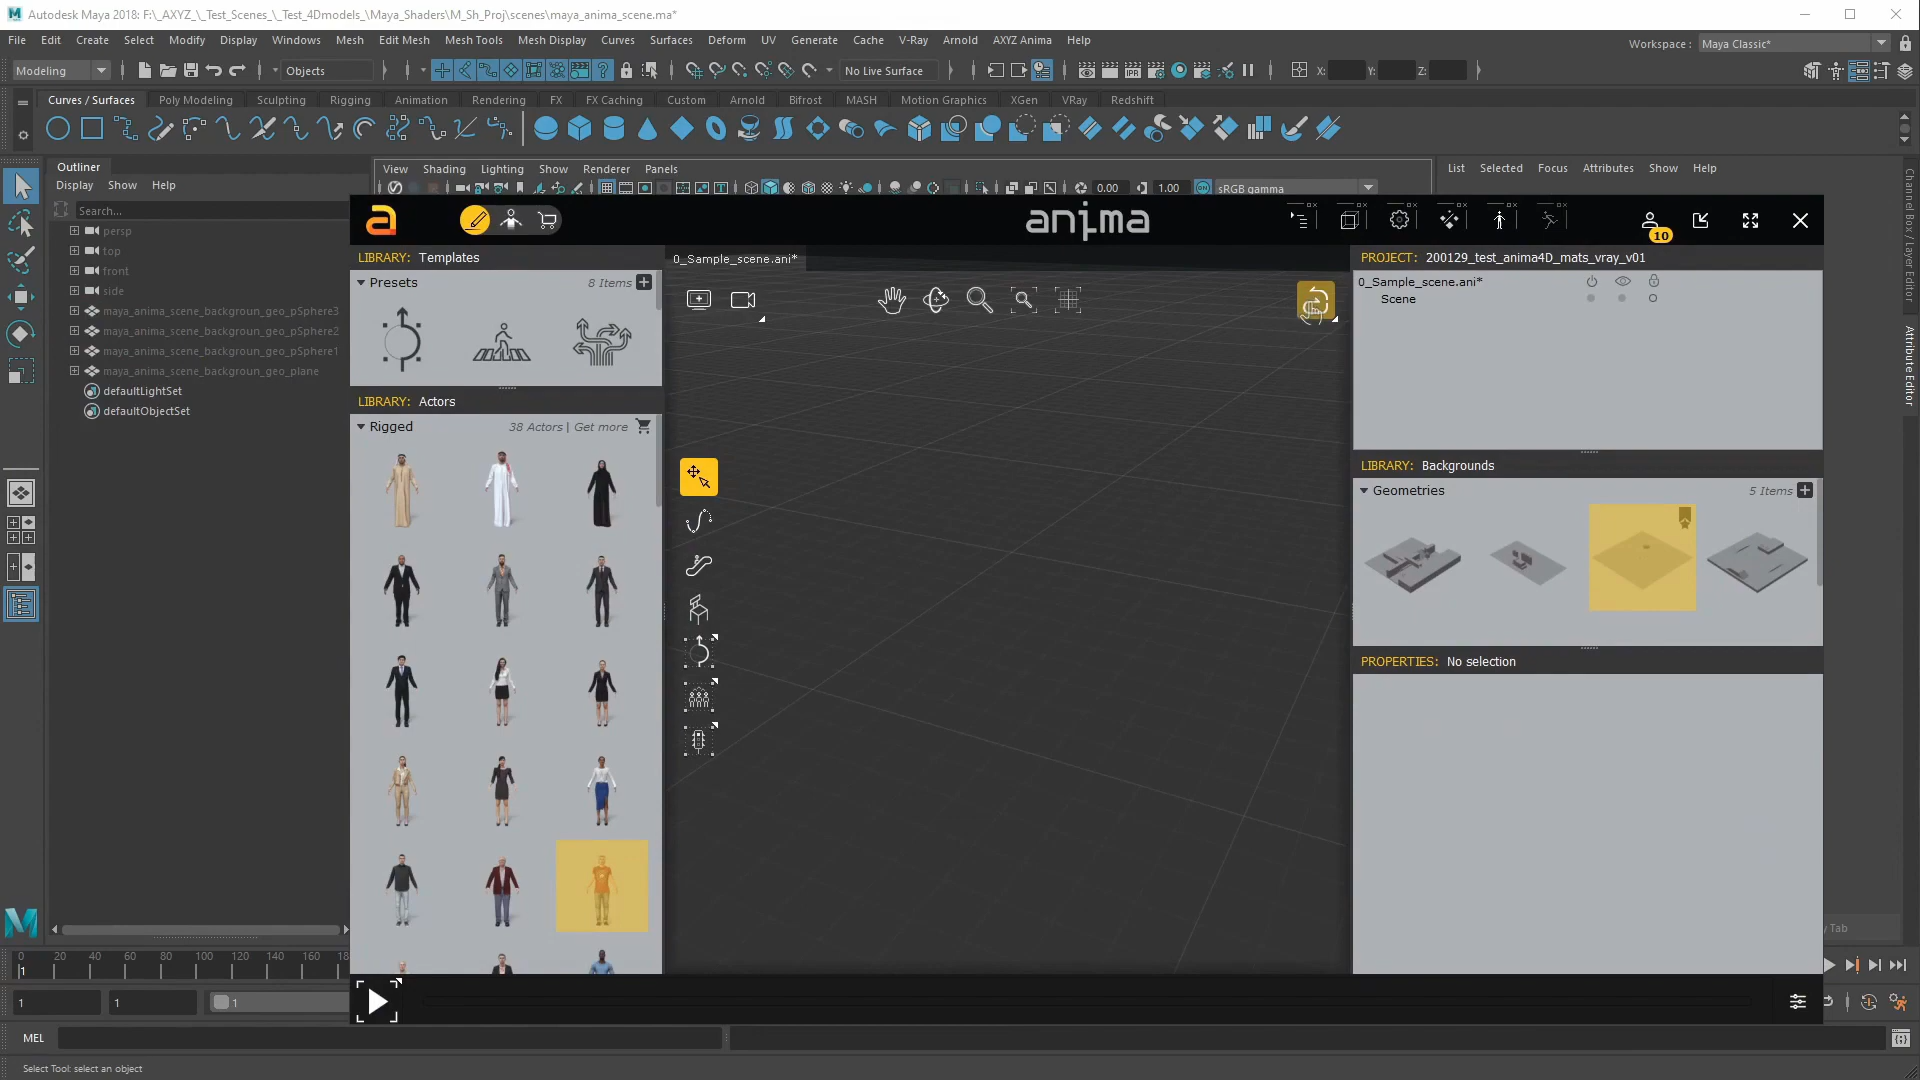 Autodesk Maya 2018: F:\_AXYZ_\_Test_Scenes_\_Test_4Dmodels_\Maya_Shaders\M_Sh_Proj\scenes\maya_anima_scene.ma*
File Edit Create Select Modify Display Windows Mesh Edit Mesh Mesh Tools Mesh Display Curves Surfaces Deform UV Generate Cache V-Ray Arnold AXYZ Anima Help
Workspace : Maya Classic*
Modeling Objects No Live Surface X: Y: Z:
Curves / Surfaces Poly Modeling Sculpting Rigging Animation Rendering FX FX Caching Custom Arnold Bifrost MASH Motion Graphics XGen VRay Redshift
Outliner
Display Show Help
Search...
persp
top
front
side
maya_anima_scene_backgroun_geo_pSphere3
maya_anima_scene_backgroun_geo_pSphere2
maya_anima_scene_backgroun_geo_pSphere1
maya_anima_scene_backgroun_geo_plane
defaultLightSet
defaultObjectSet
View Shading Lighting Show Renderer Panels
0.00 1.00 sRGB gamma
List Selected Focus Attributes Show Help
Channel Box / Layer Editor
Attribute Editor
a
anima
10
LIBRARY: Templates
Presets 8 Items
LIBRARY: Actors
Rigged 38 Actors | Get more
0_Sample_scene.ani*
PROJECT: 200129_test_anima4D_mats_vray_v01
0_Sample_scene.ani*
Scene
LIBRARY: Backgrounds
Geometries 5 Items
PROPERTIES: No selection
y Tab
0 20 40 60 80 100 120 140 160 18
1
1 1 1
MEL
Select Tool: select an object